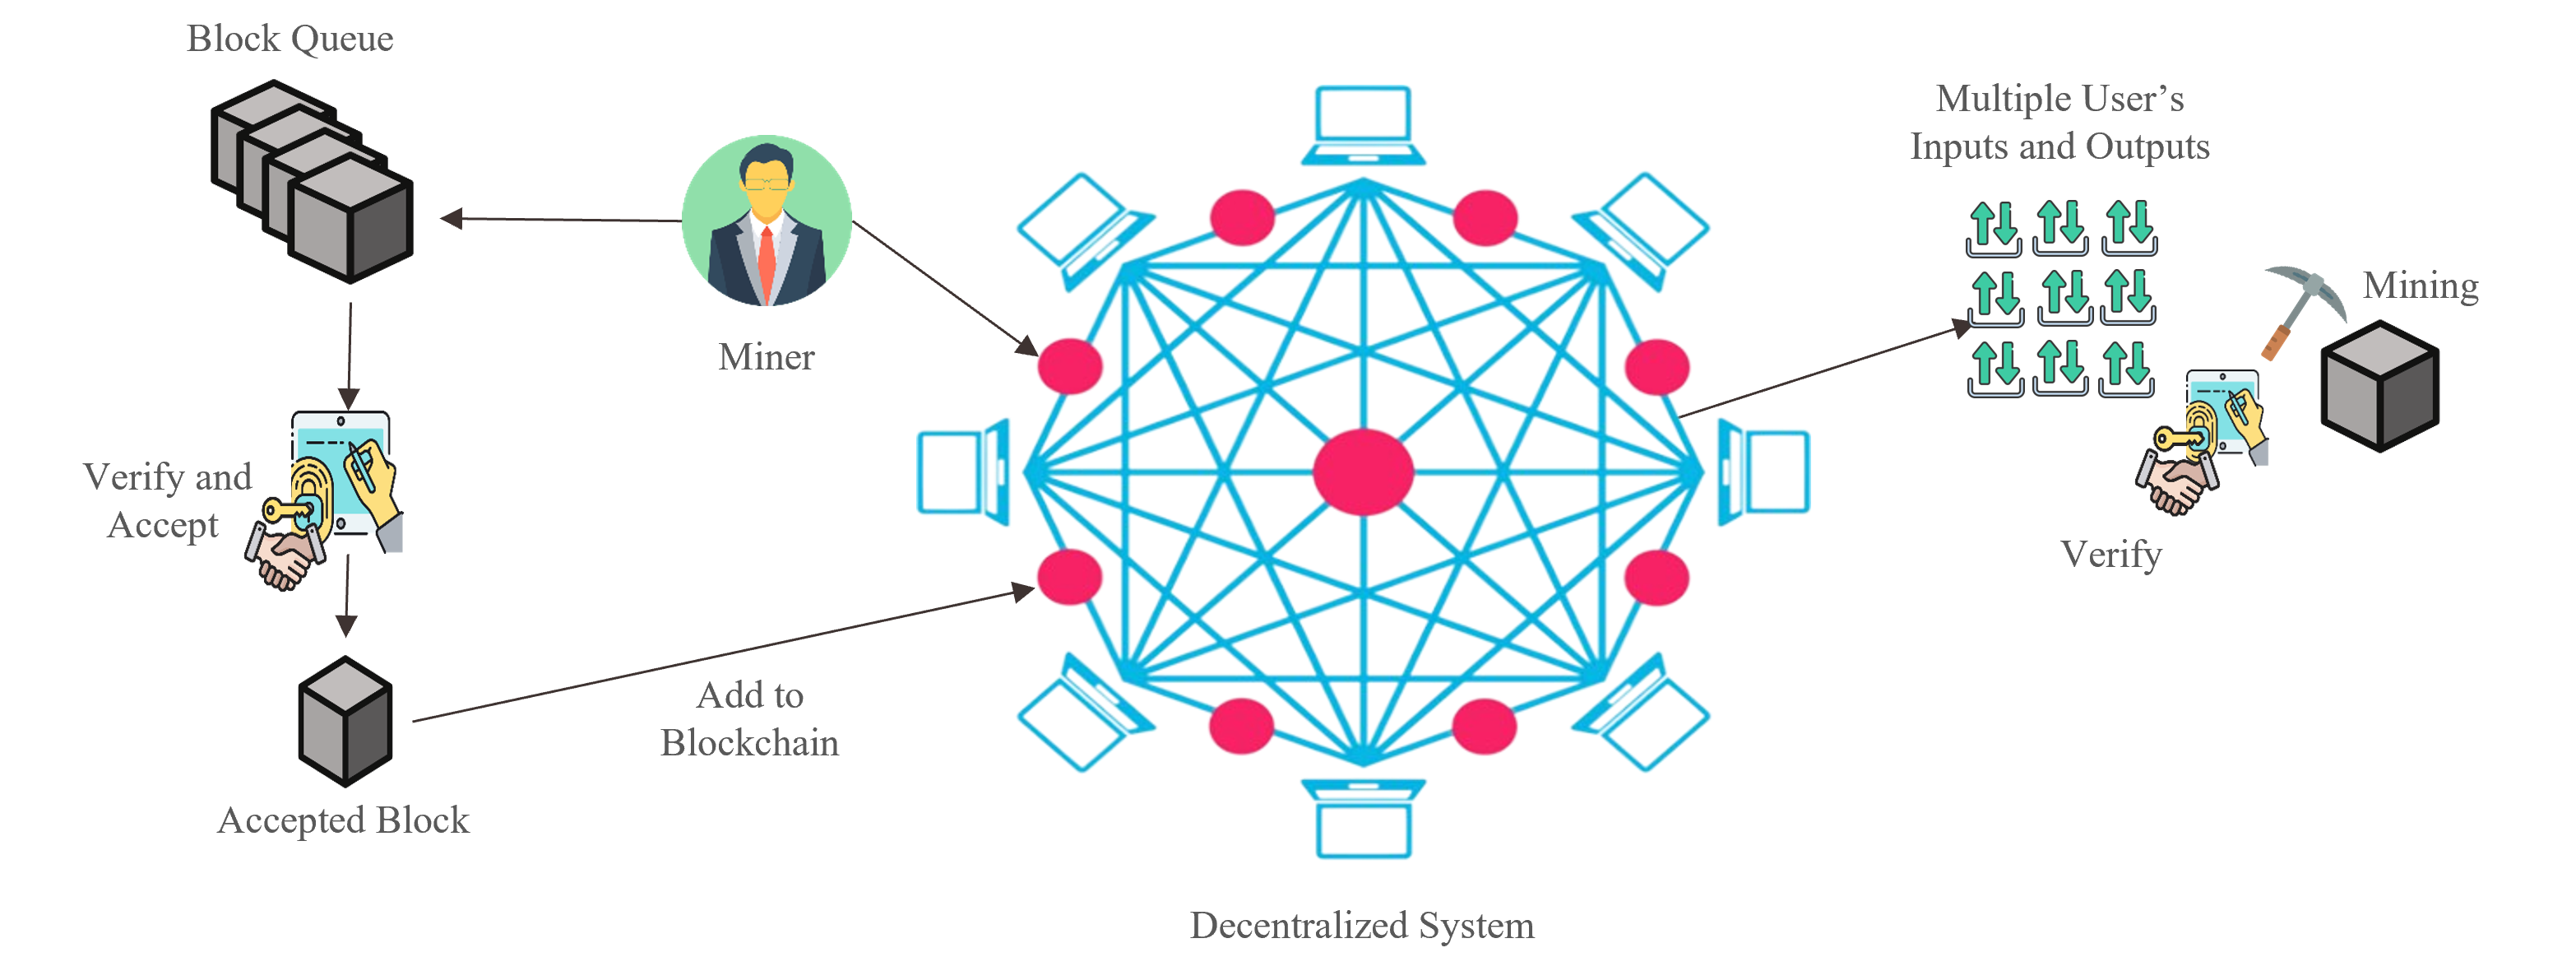 Block Queue
Miner
Verify and
Accept
Accepted Block
Add to
Blockchain
Decentralized System
Multiple User’s
Inputs and Outputs
Mining
Verify